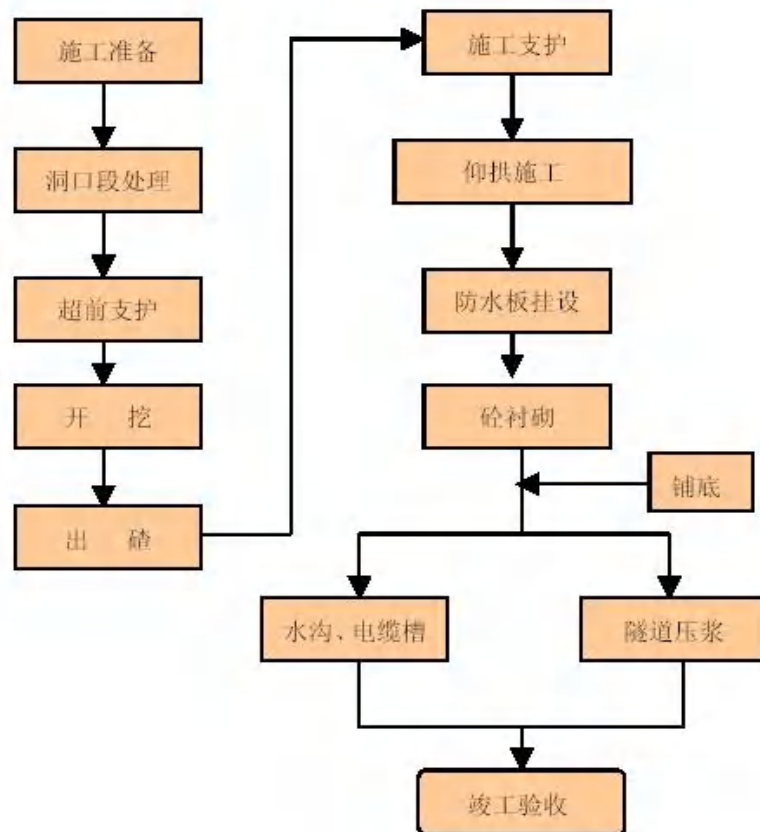 施工准备
洞口段处理
超前支护
开 挖
出 碴
施工支护
仰拱施工
防水板挂设
砼衬砌
铺底
水沟、电缆槽
隧道压浆
竣工验收